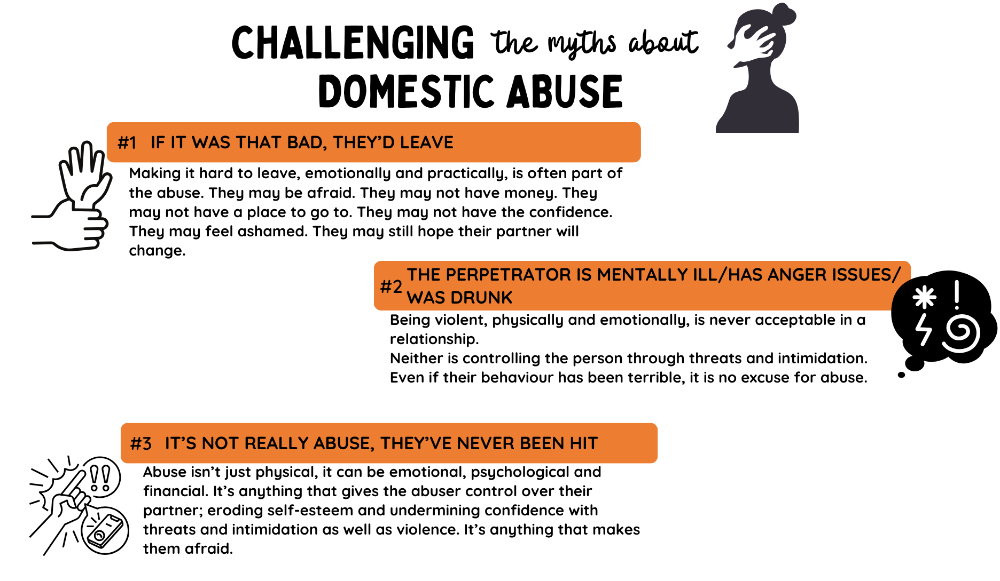 CHALLENGING the myths about
DOMESTIC ABUSE
#1 IF IT WAS THAT BAD, THEY’D LEAVE
Making it hard to leave, emotionally and practically, is often part of
the abuse. They may be afraid. They may not have money. They
may not have a place to go to. They may not have the confidence.
They may feel ashamed. They may still hope their partner will
change.
#2 THE PERPETRATOR IS MENTALLY ILL/HAS ANGER ISSUES/
WAS DRUNK
Being violent, physically and emotionally, is never acceptable in a
relationship.
Neither is controlling the person through threats and intimidation.
Even if their behaviour has been terrible, it is no excuse for abuse.
#3 IT’S NOT REALLY ABUSE, THEY’VE NEVER BEEN HIT
Abuse isn’t just physical, it can be emotional, psychological and
financial. It’s anything that gives the abuser control over their
partner; eroding self-esteem and undermining confidence with
threats and intimidation as well as violence. It’s anything that makes
them afraid.